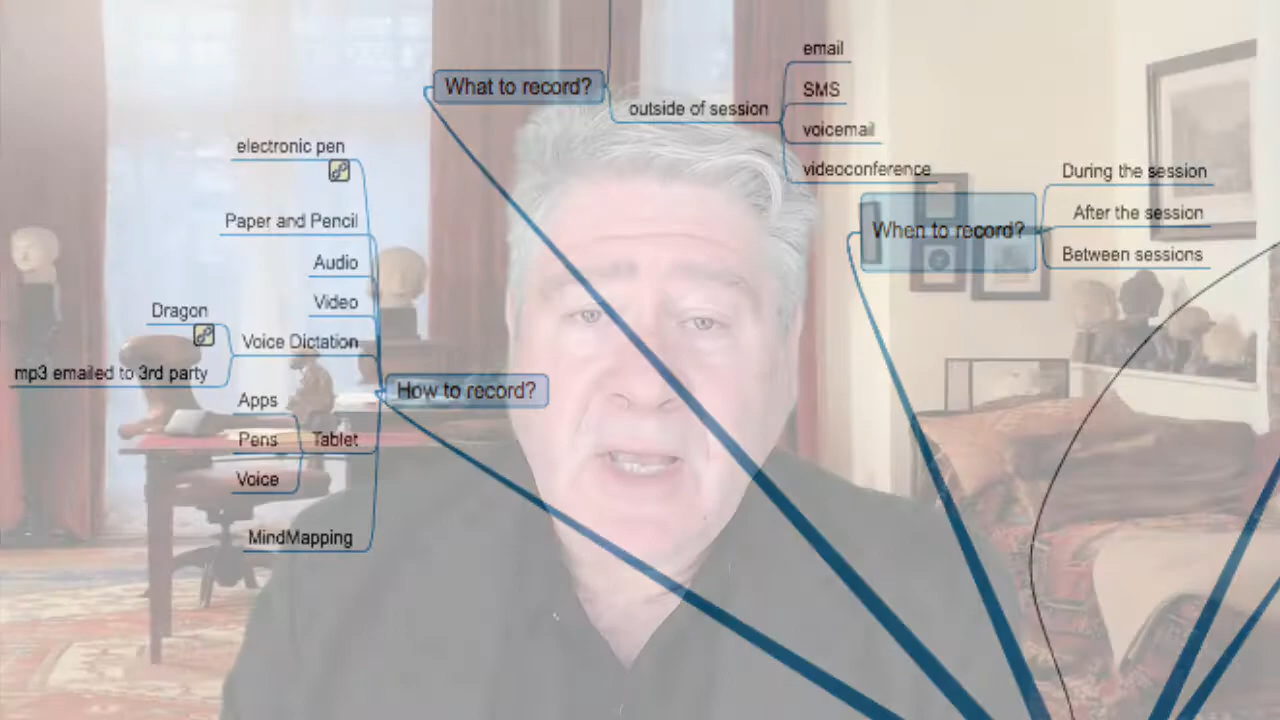 What to record?
outside of session
email
SMS
voicemail
videoconference
When to record?
During the session
After the session
Between sessions
How to record?
electronic pen
Paper and Pencil
Audio
Video
Voice Dictation
Dragon
mp3 emailed to 3rd party
Tablet
Apps
Pens
Voice
MindMapping